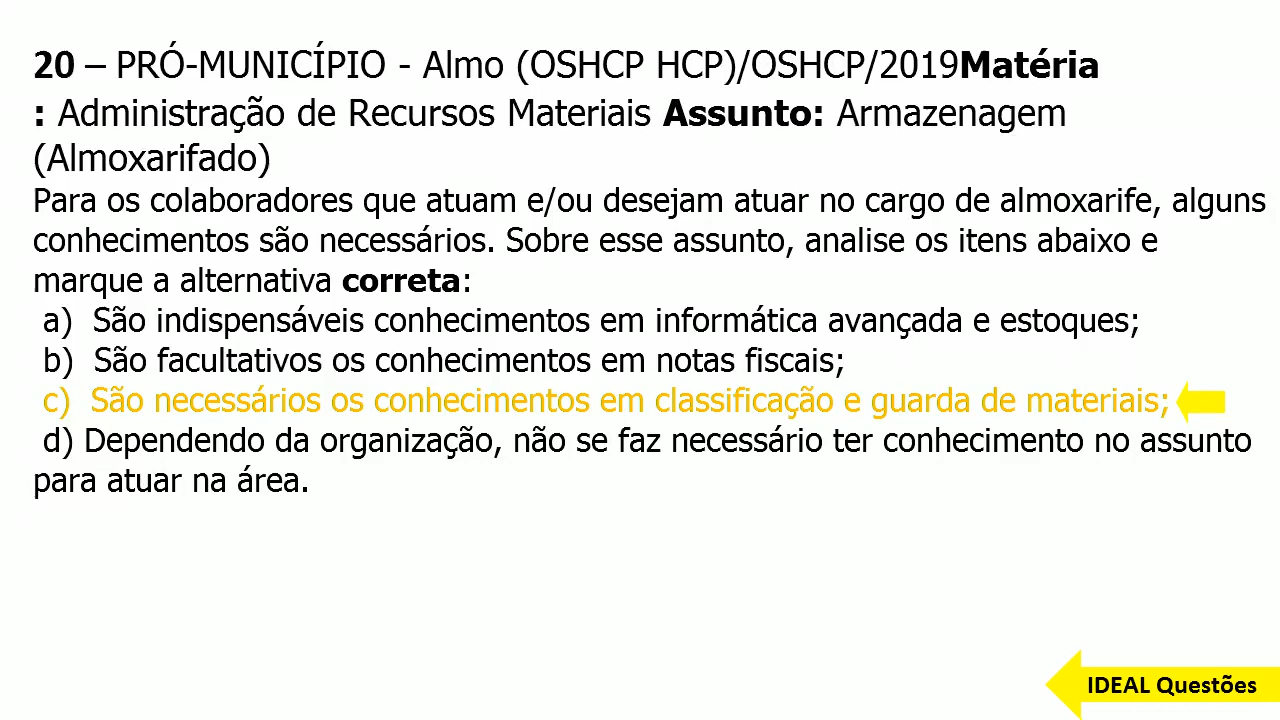 20 – PRÓ-MUNICÍPIO - Almo (OSHCP HCP)/OSHCP/2019Matéria
: Administração de Recursos Materiais Assunto: Armazenagem
(Almoxarifado)
Para os colaboradores que atuam e/ou desejam atuar no cargo de almoxarife, alguns
conhecimentos são necessários. Sobre esse assunto, analise os itens abaixo e
marque a alternativa correta:
a) São indispensáveis conhecimentos em informática avançada e estoques;
b) São facultativos os conhecimentos em notas fiscais;
c) São necessários os conhecimentos em classificação e guarda de materiais;
d) Dependendo da organização, não se faz necessário ter conhecimento no assunto
para atuar na área.
IDEAL Questões